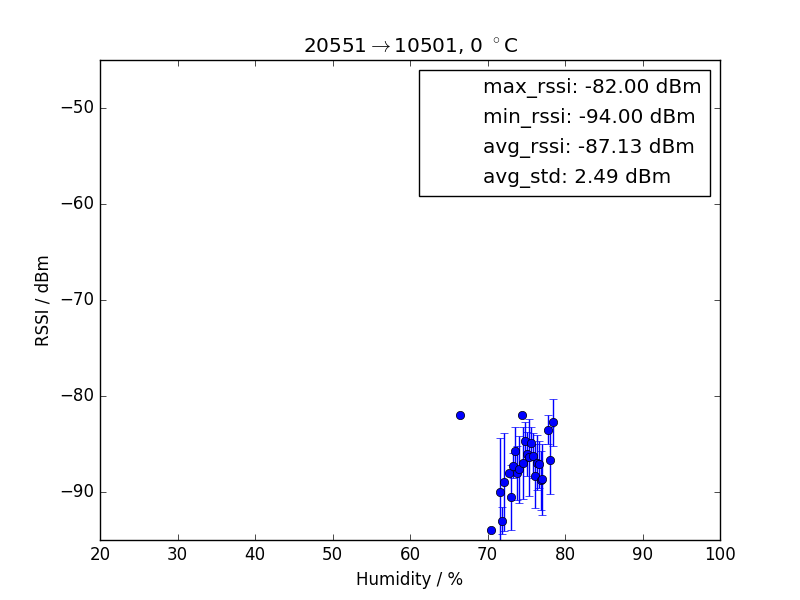 20551→10501, 0 °C
max_rssi: -82.00 dBm
min_rssi: -94.00 dBm
avg_rssi: -87.13 dBm
avg_std: 2.49 dBm
RSSI / dBm
−50
−60
−70
−80
−90
20 30 40 50 60 70 80 90 100
Humidity / %